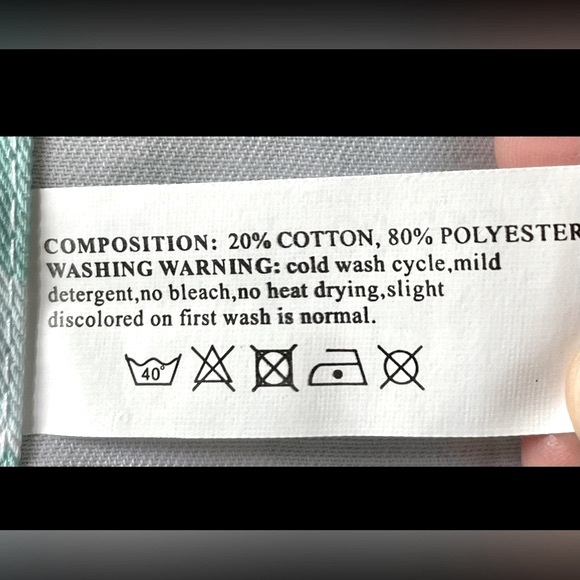 COMPOSITION: 20% COTTON, 80% POLYESTER
WASHING WARNING: cold wash cycle,mild
detergent,no bleach,no heat drying,slight
discolored on first wash is normal.
40°